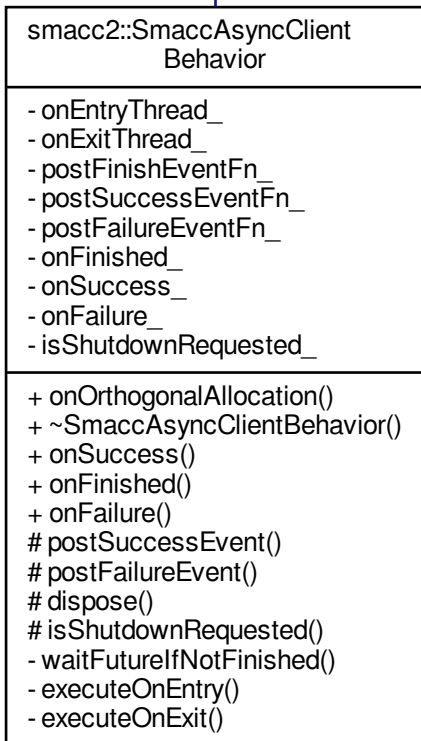 smacc2::SmaccAsyncClient
Behavior
- onEntryThread_
- onExitThread_
- postFinishEventFn_
- postSuccessEventFn_
- postFailureEventFn_
- onFinished_
- onSuccess_
- onFailure_
- isShutdownRequested_
+ onOrthogonalAllocation()
+ ~SmaccAsyncClientBehavior()
+ onSuccess()
+ onFinished()
+ onFailure()
# postSuccessEvent()
# postFailureEvent()
# dispose()
# isShutdownRequested()
- waitFutureIfNotFinished()
- executeOnEntry()
- executeOnExit()